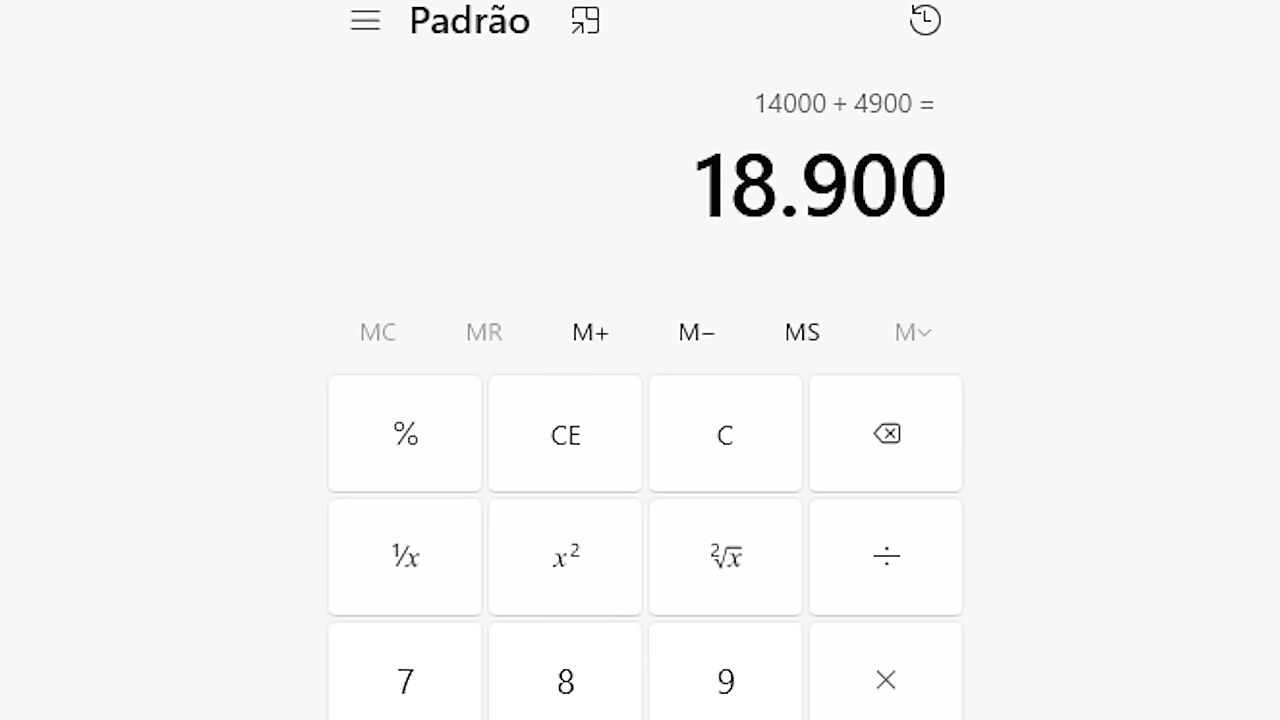 Padrão
14000 + 4900 =
18.900
MC MR M+ M− MS M
% CE C
¹/x x² ²√x ÷
7 8 9 ×